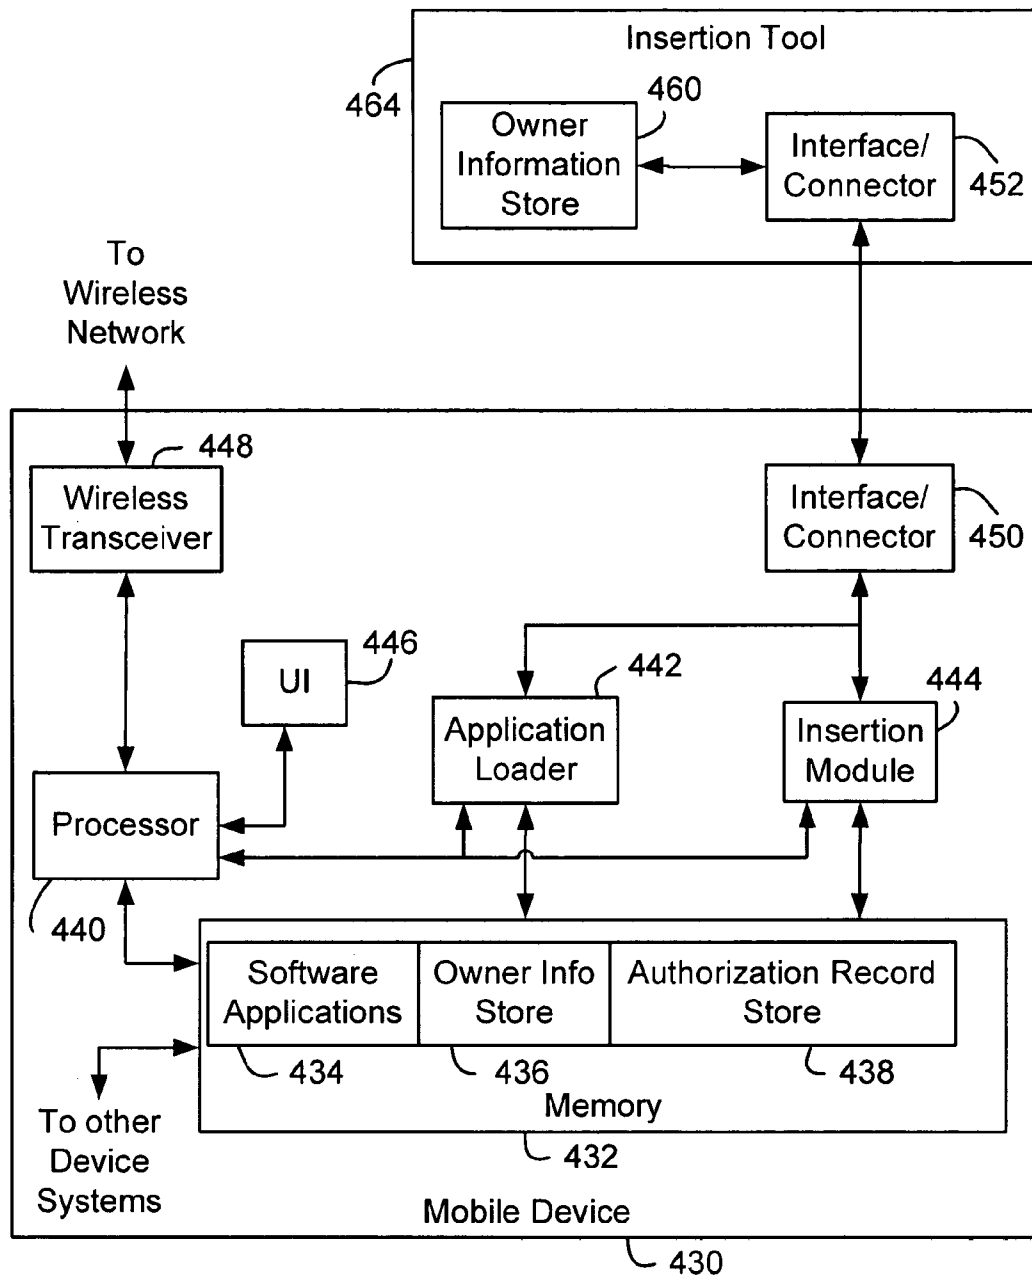 Insertion Tool
464
460
Owner
Information
Store
Interface/
Connector
452
To
Wireless
Network
448
Wireless
Transceiver
Interface/
Connector
450
446
UI
442
Application
Loader
444
Insertion
Module
Processor
440
Software
Applications
Owner Info
Store
Authorization Record
Store
434
436
438
Memory
To other
Device
Systems
432
Mobile Device
430